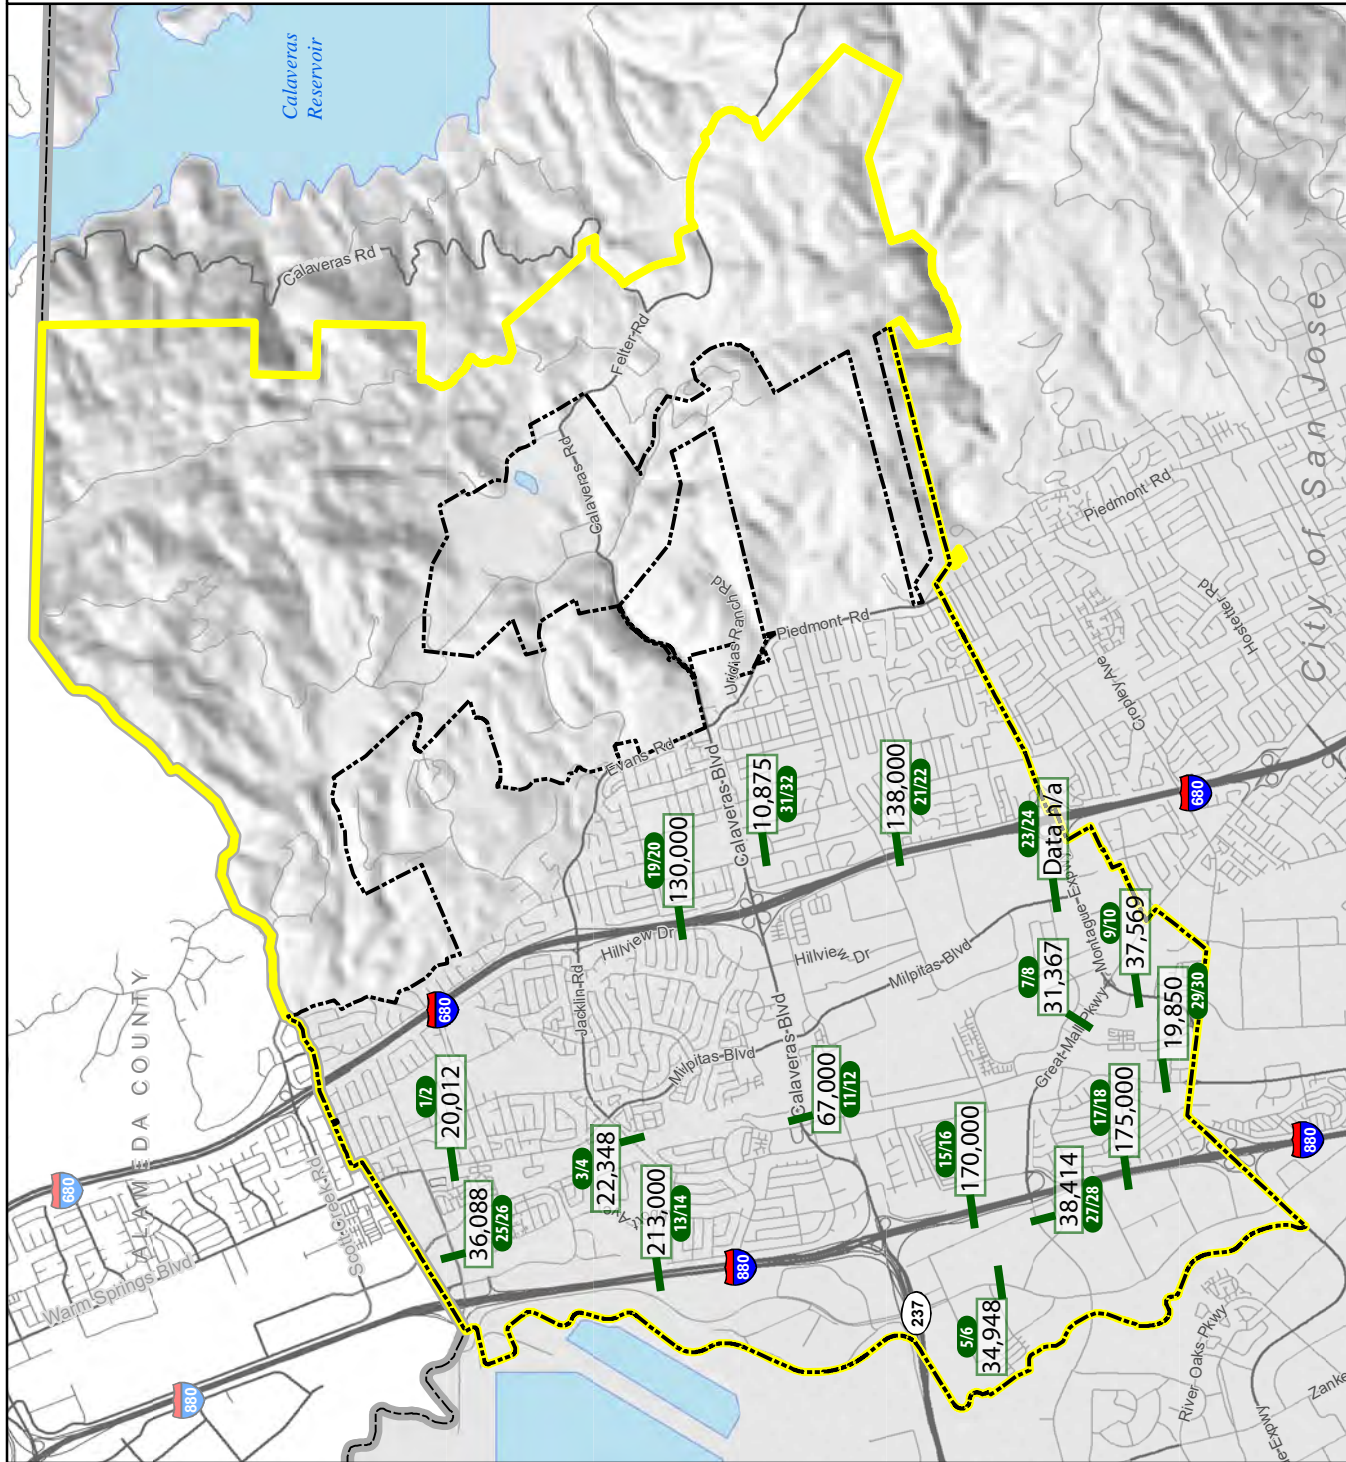 Calaveras
Reservoir
Calaveras Rd
Felter Rd
Calaveras Rd
Piedmont Rd
Uridias Ranch Rd
Piedmont Rd
Hostetter Rd
City of San Jose
Cropley Ave
Evans Rd
Calaveras Blvd
10,875
31/32
138,000
21/22
19/20
130,000
23/24
Data n/a
680
Hillview Dr
Hillview Dr
Milpitas Blvd
Montague Expwy
9/10
37,569
7/8
31,367
680
Jacklin Rd
Milpitas Blvd
Calaveras Blvd
Great Mall Pkwy
19,850
29/30
ALAMEDA COUNTY
1/2
20,012
67,000
11/12
17/18
175,000
680
Scott Creek Rd
3/4
22,348
15/16
170,000
880
36,088
25/26
213,000
13/14
38,414
27/28
Warm Springs Blvd
880
237
5/6
34,948
River Oaks Pkwy
880